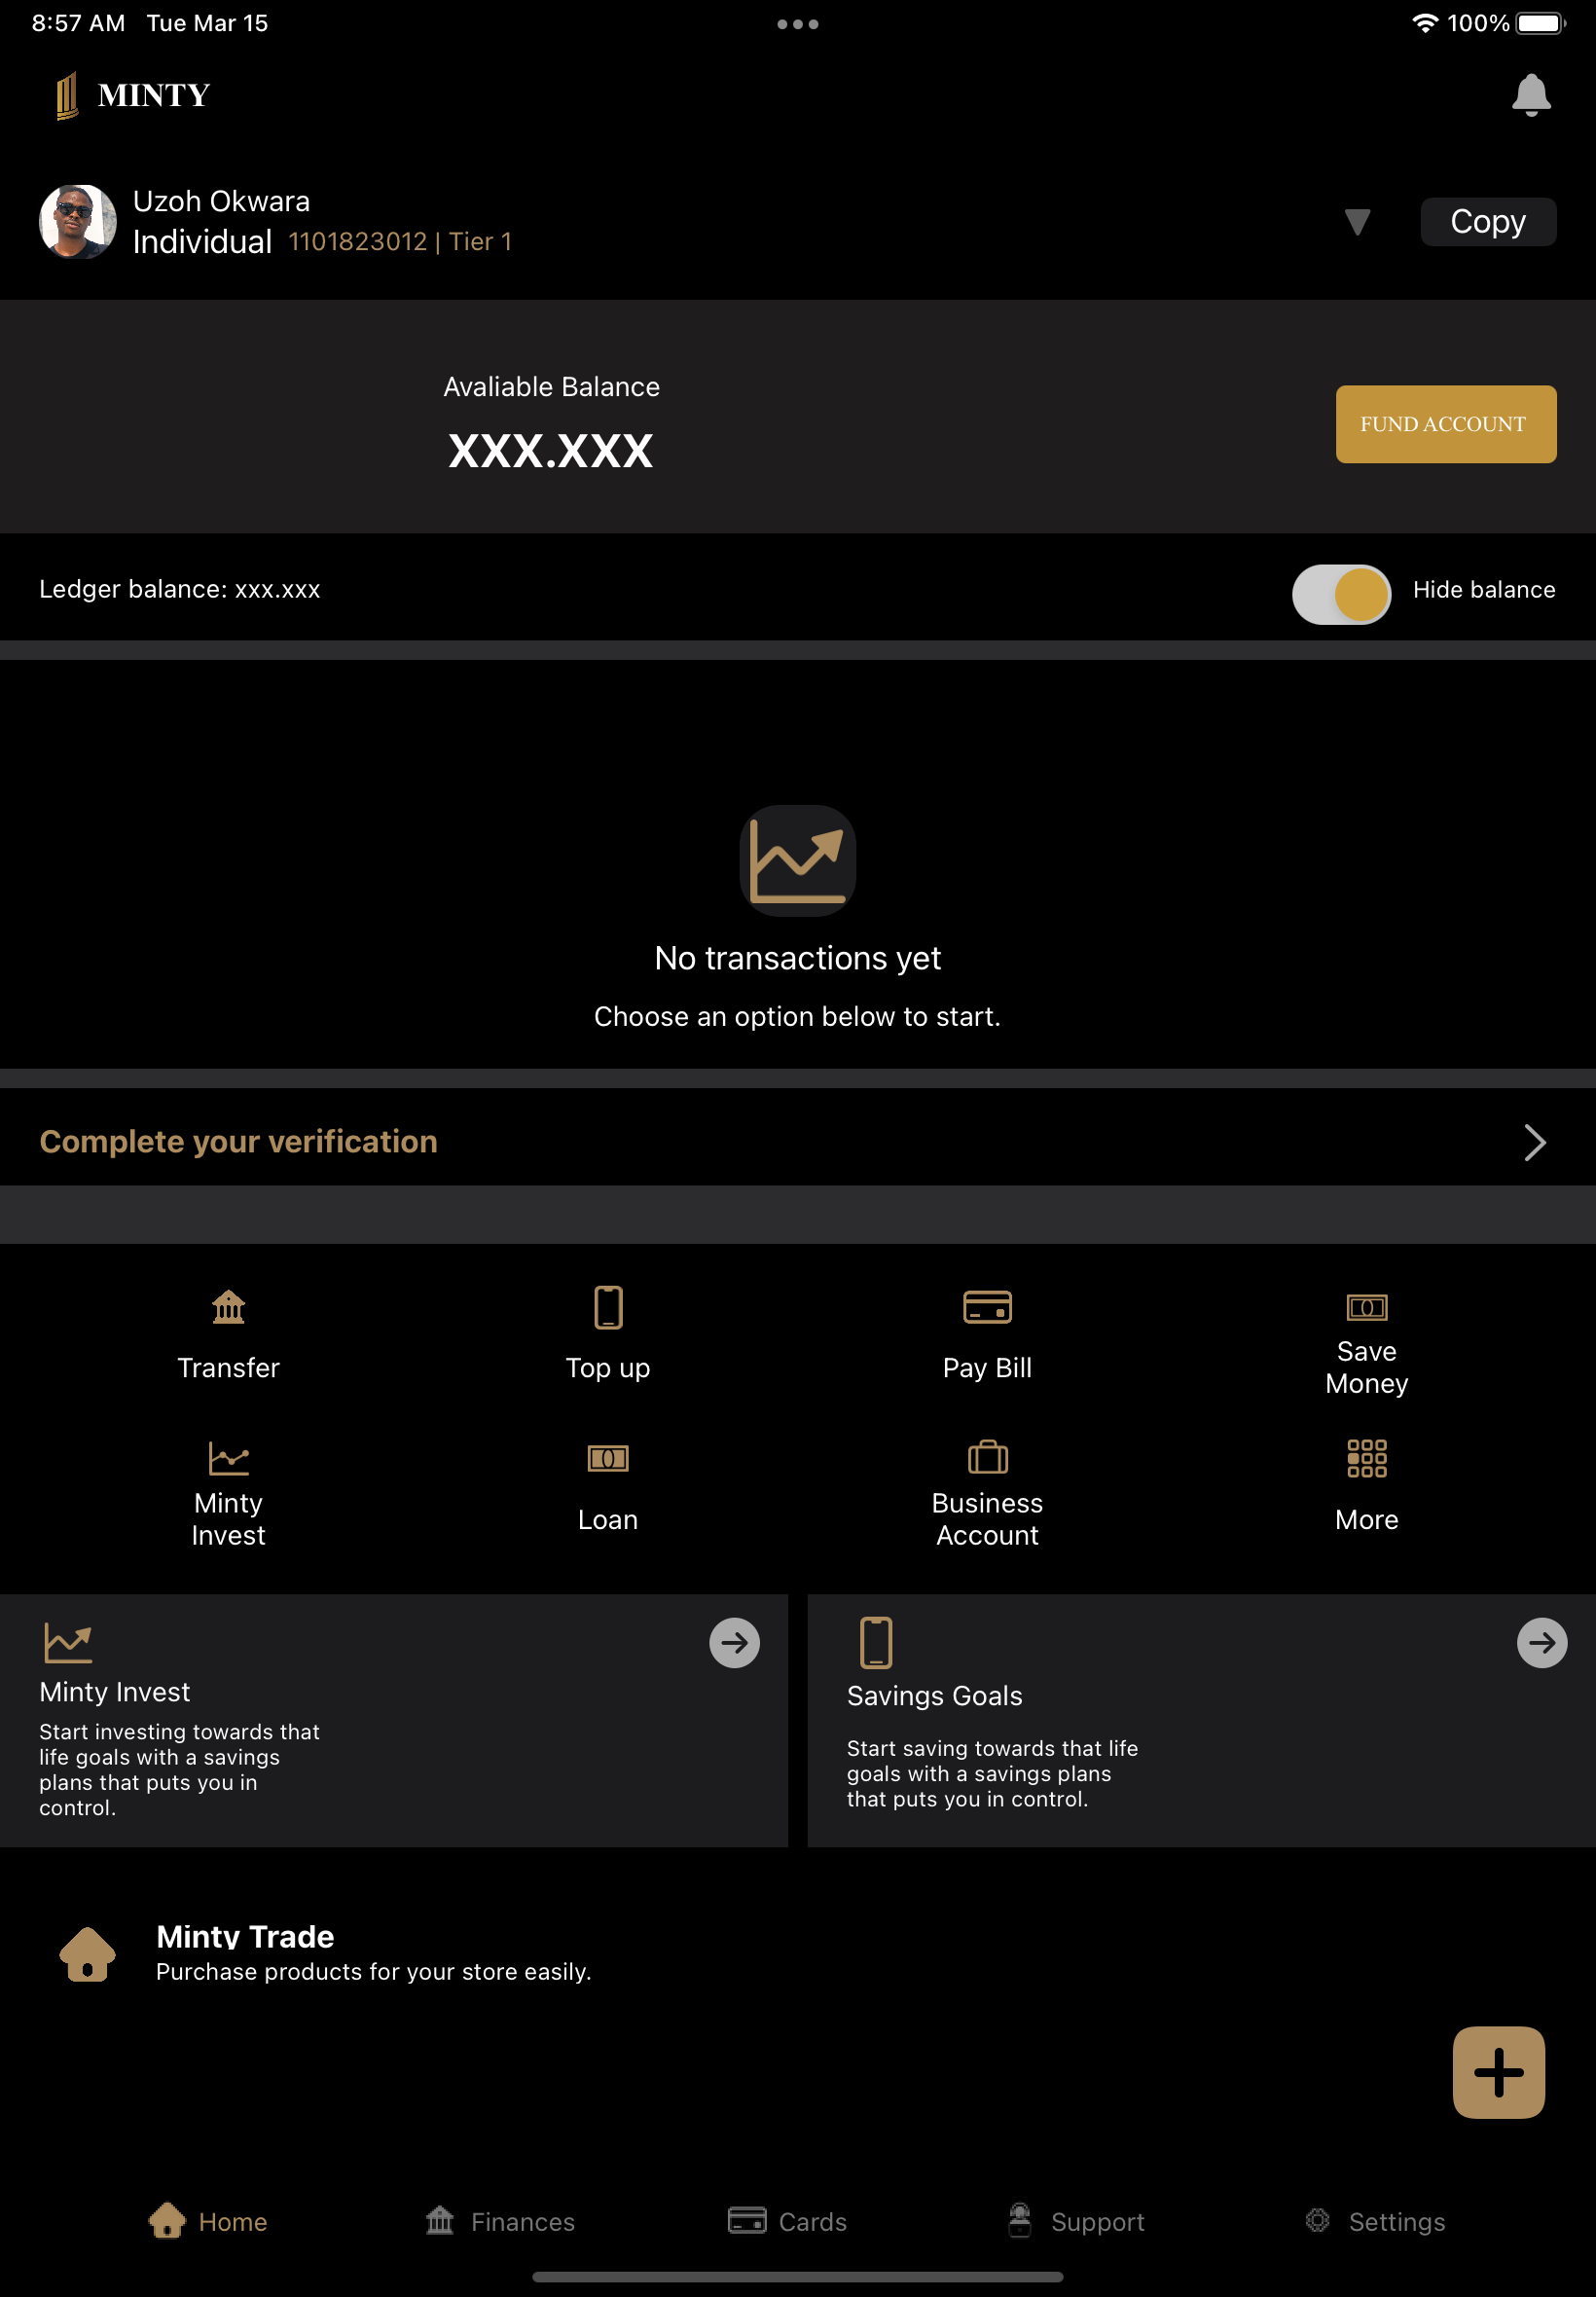 8:57 AM Tue Mar 15
100%
MINTY
Uzoh Okwara
Individual 1101823012 | Tier 1
Copy
Avaliable Balance
XXX.XXX
FUND ACCOUNT
Ledger balance: xxx.xxx
Hide balance
No transactions yet
Choose an option below to start.
Complete your verification
Transfer
Top up
Pay Bill
Save
Money
Minty
Invest
Loan
Business
Account
More
Minty Invest
Start investing towards that
life goals with a savings
plans that puts you in
control.
Savings Goals
Start saving towards that life
goals with a savings plans
that puts you in control.
Minty Trade
Purchase products for your store easily.
Home
Finances
Cards
Support
Settings